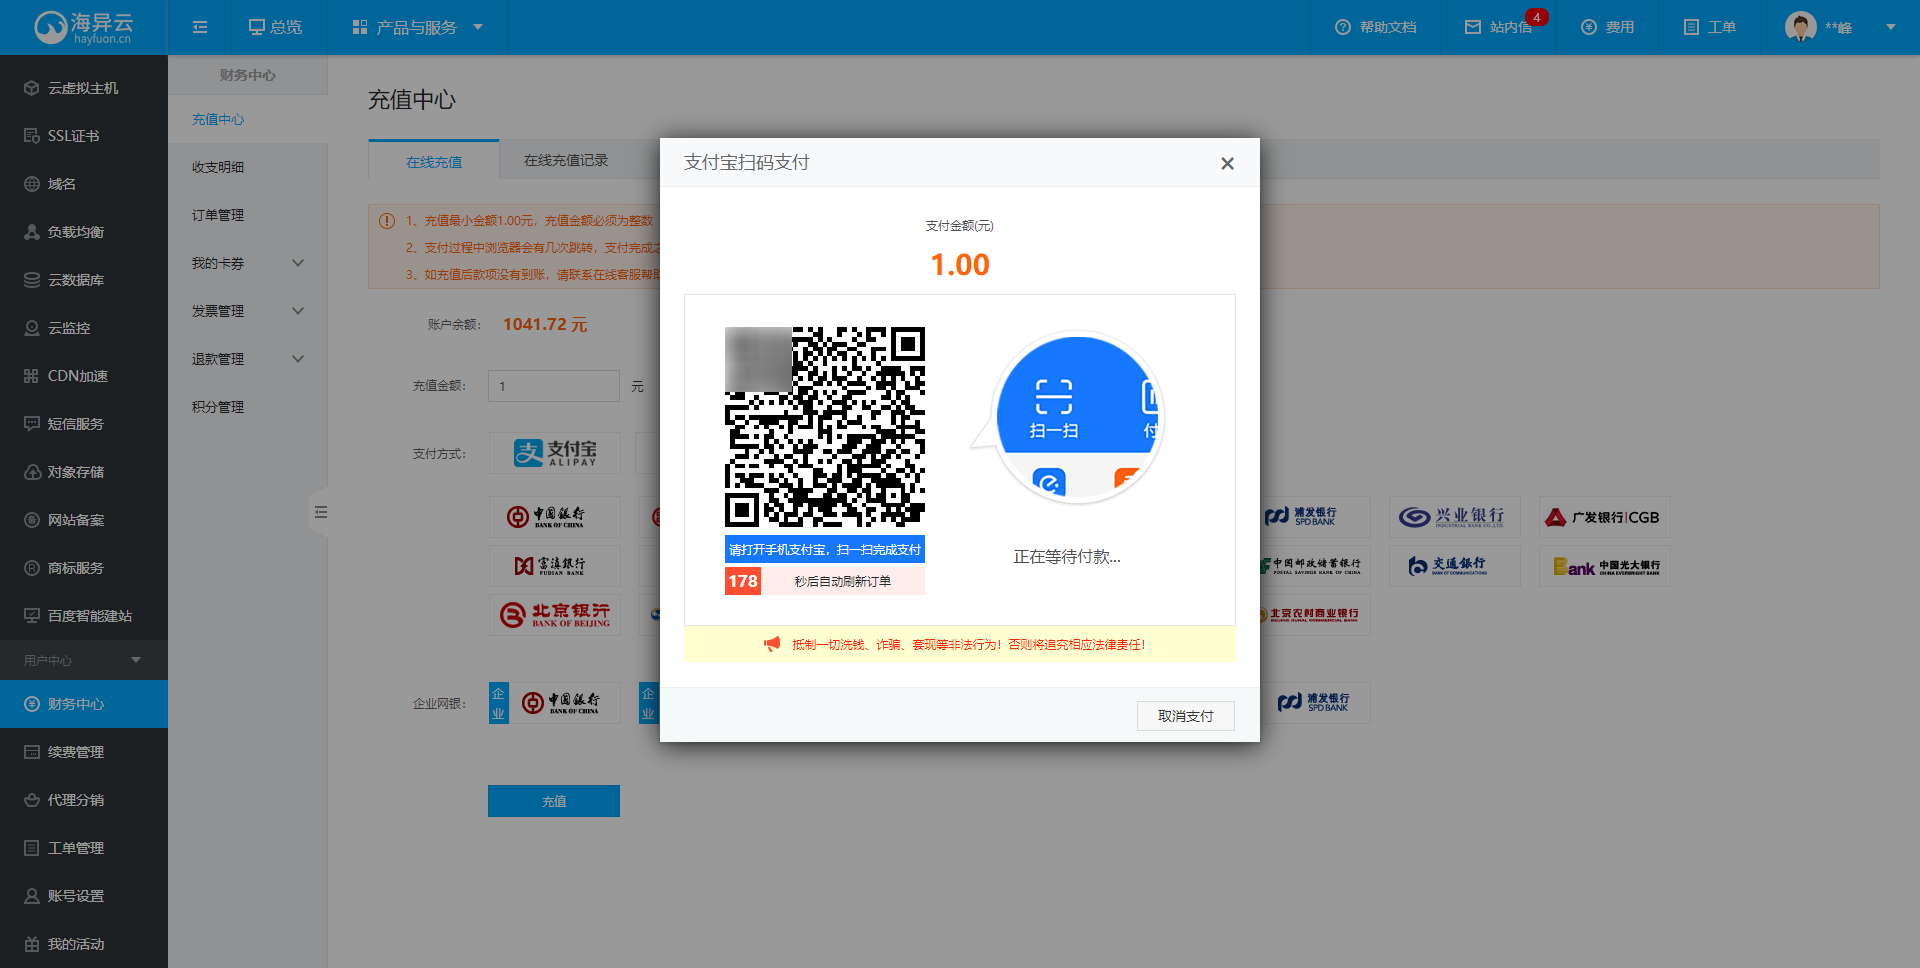 海异云
hayfuon.cn
总览
产品与服务
帮助文档
站内信
4
费用
工单
**峰
云虚拟主机
SSL证书
域名
负载均衡
云数据库
云监控
CDN加速
短信服务
对象存储
网站备案
商标服务
百度智能建站
用户中心
财务中心
续费管理
代理分销
工单管理
账号设置
我的活动
财务中心
充值中心
收支明细
订单管理
我的卡券
发票管理
退款管理
积分管理
充值中心
在线充值
在线充值记录
1、充值最小金额1.00元，充值金额必须为整数
2、支付过程中浏览器会有几次跳转，支付完成之
3、如充值后款项没有到账，请联系在线客服帮助
账户余额：
1041.72 元
充值金额：
1
元
支付方式：
支付宝
ALIPAY
中国银行
BANK OF CHINA
浦发银行
SPD BANK
兴业银行
INDUSTRIAL BANK CO.,LTD.
广发银行|CGB
富滇银行
FUDIAN BANK
中国邮政储蓄银行
POSTAL SAVINGS BANK OF CHINA
交通银行
BANK OF COMMUNICATIONS
Bank
中国光大银行
CHINA EVERBRIGHT BANK
北京银行
BANK OF BEIJING
北京农村商业银行
BEIJING RURAL COMMERCIAL BANK
企业网银：
企业
中国银行
BANK OF CHINA
企业
浦发银行
SPD BANK
充值
支付宝扫码支付
×
支付金额(元)
1.00
扫一扫
付
请打开手机支付宝，扫一扫完成支付
178
秒后自动刷新订单
正在等待付款...
抵制一切洗钱、诈骗、套现等非法行为！否则将追究相应法律责任！
取消支付